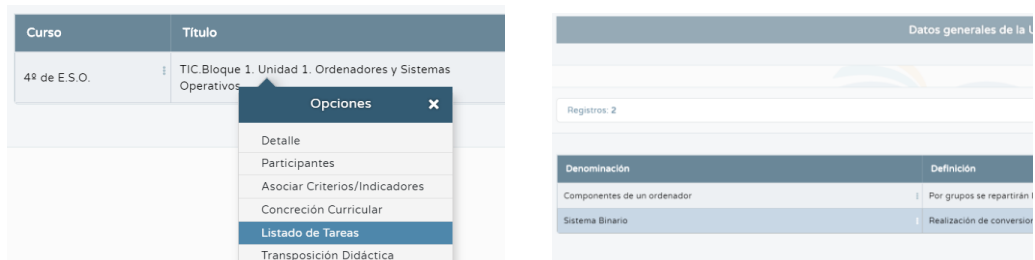 Curso Título
4º de E.S.O. TIC.Bloque 1. Unidad 1. Ordenadores y Sistemas
Operativos
Opciones
Detalle
Participantes
Asociar Criterios/Indicadores
Concreción Curricular
Listado de Tareas
Transposición Didáctica
Datos generales de la U
Registros: 2
Denominación Definición
Componentes de un ordenador Por grupos se repartirán
Sistema Binario Realización de conversion